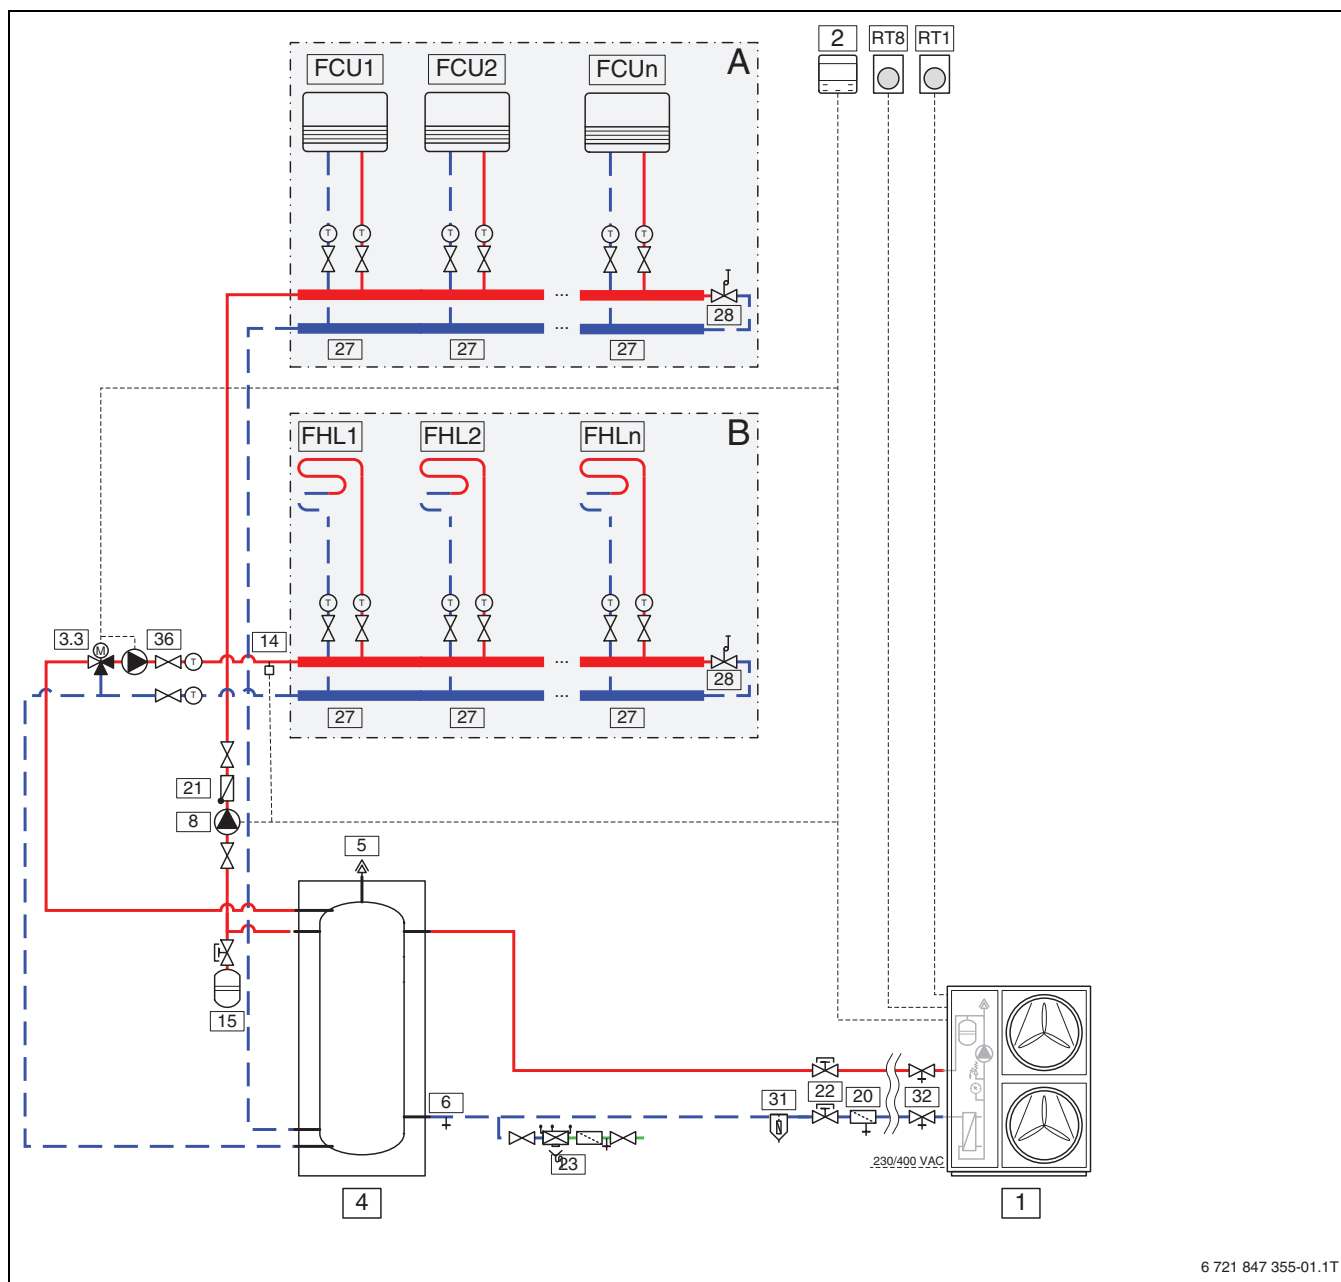 2 RT8 RT1
A
FCU1 FCU2 FCUn
T T T T T T
... 28
...
27 27 27
B
FHL1 FHL2 FHLn
T T T T T T
3.3 M 36 T 14
... 28
T ...
27 27 27
21
8
5
15
6 31 22 20 32
23
230/400 VAC
4 1
6 721 847 355-01.1T